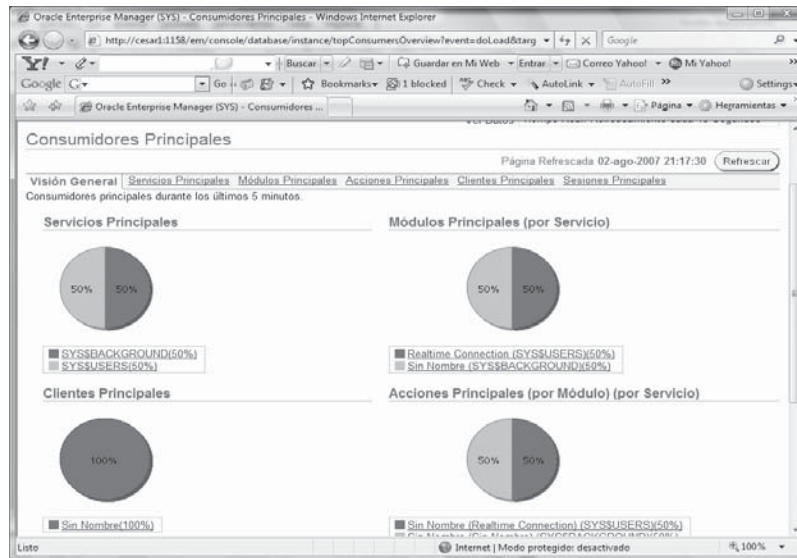 Oracle Enterprise Manager (SYS) - Consumidores Principales - Windows Internet Explorer
http://cesar1:1158/em/console/database/instance/topConsumersOverview?event=doLoad&targ
Google
Y! Buscar Guardar en Mi Web Entrar Correo Yahoo! Mi Yahoo! »
Google G Go Bookmarks 1 blocked Check AutoLink AutoFill » Settings
Oracle Enterprise Manager (SYS) - Consumidores ... Página Herramientas »
Ver Datos
Consumidores Principales
Página Refrescada 02-ago-2007 21:17:30 Refrescar
Visión General Servicios Principales Módulos Principales Acciones Principales Clientes Principales Sesiones Principales
Consumidores principales durante los últimos 5 minutos.
Servicios Principales Módulos Principales (por Servicio)
50% 50% 50% 50%
SYS$BACKGROUND(50%) Realtime Connection (SYS$USERS)(50%)
SYS$USERS(50%) Sin Nombre (SYS$BACKGROUND)(50%)
Clientes Principales Acciones Principales (por Módulo) (por Servicio)
100% 50% 50%
Sin Nombre(100%) Sin Nombre (Realtime Connection) (SYS$USERS)(50%)
Listo Internet | Modo protegido: desactivado 100%